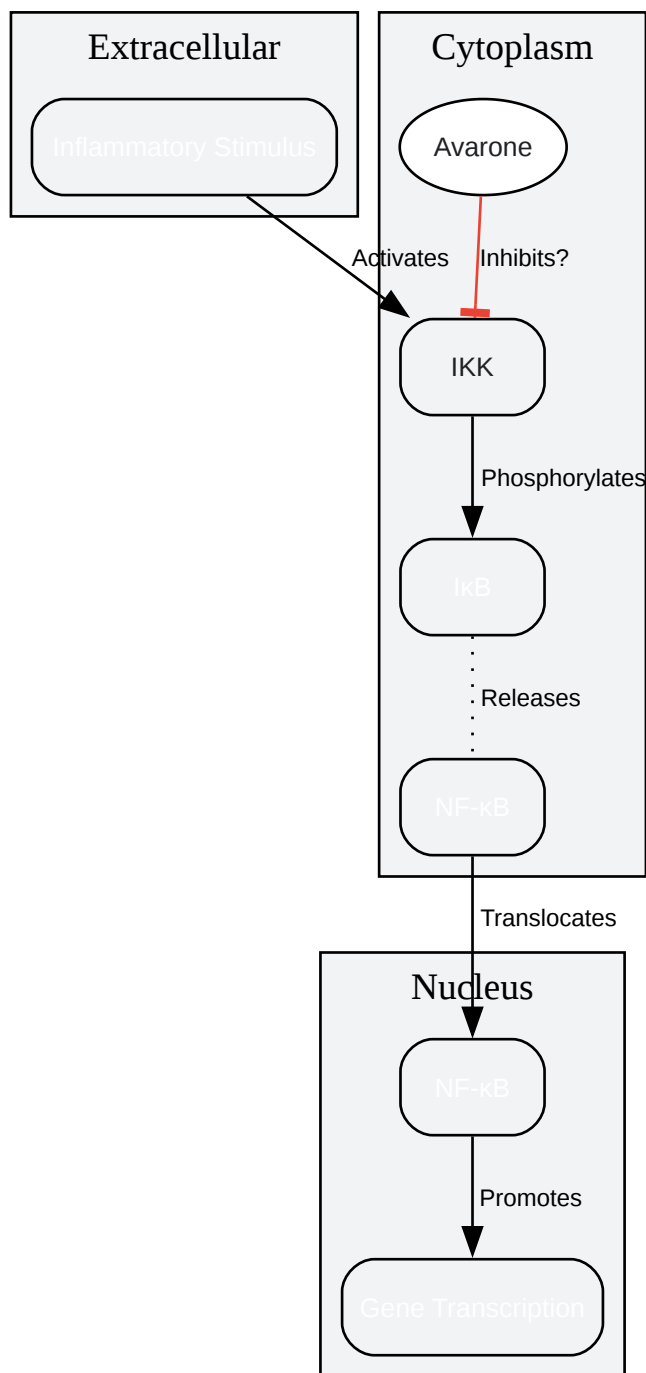 Extracellular
Cytoplasm
Inflammatory Stimulus
Avarone
Activates
Inhibits?
IKK
Phosphorylates
IκB
Releases
NF-κB
Translocates
Nucleus
NF-κB
Promotes
Gene Transcription